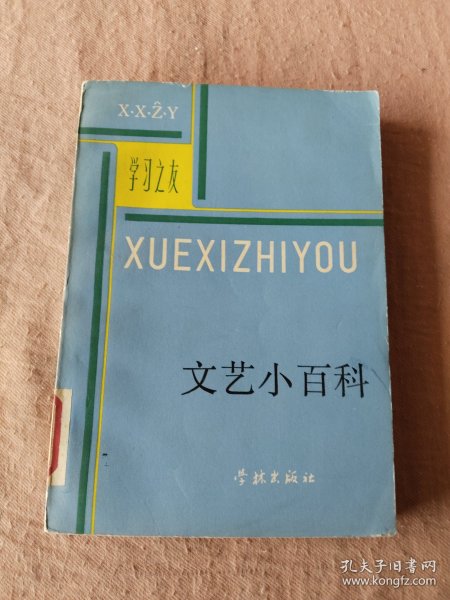 X·X·Ẑ·Y
学习之友
XUEXIZHIYOU
文艺小百科
学林出版社
孔夫子旧书网
www.kongfz.com